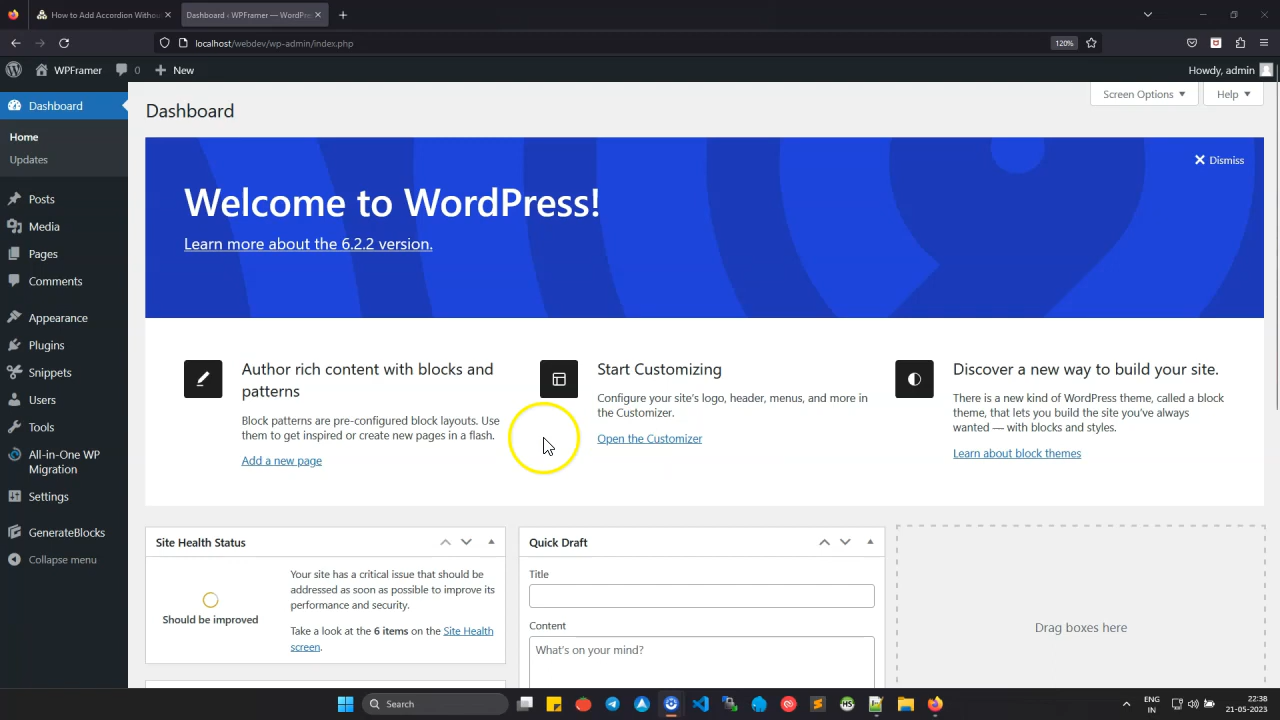 How to Add Accordion Without
Dashboard ‹ WPFramer — WordPre
localhost/webdev/wp-admin/index.php
120%
WPFramer
0
New
Howdy, admin
Dashboard
Home
Updates
Posts
Media
Pages
Comments
Appearance
Plugins
Snippets
Users
Tools
All-in-One WP
Migration
Settings
GenerateBlocks
Collapse menu
Dashboard
Screen Options
Help
Dismiss
Welcome to WordPress!
Learn more about the 6.2.2 version.
Author rich content with blocks and
patterns
Block patterns are pre-configured block layouts. Use
them to get inspired or create new pages in a flash.
Add a new page
Start Customizing
Configure your site's logo, header, menus, and more in
the Customizer.
Open the Customizer
Discover a new way to build your site.
There is a new kind of WordPress theme, called a block
theme, that lets you build the site you've always
wanted — with blocks and styles.
Learn about block themes
Site Health Status
Should be improved
Your site has a critical issue that should be
addressed as soon as possible to improve its
performance and security.
Take a look at the 6 items on the Site Health
screen.
Quick Draft
Title
Content
What's on your mind?
Drag boxes here
Search
ENG
IN
22:38
21-05-2023